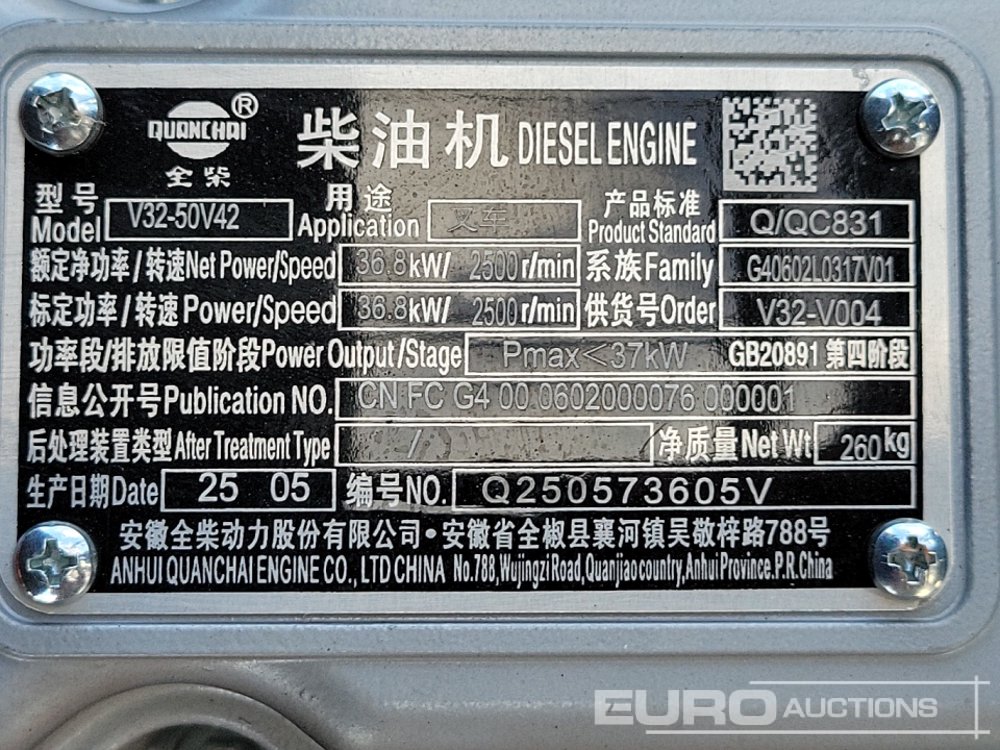 QUANCHAI ®
全柴
柴油机 DIESEL ENGINE
型号 Model V32-50V42 用途 Application 叉车 产品标准 Product Standard Q/QC831
额定净功率/转速 Net Power/Speed 36.8 kW/ 2500 r/min 系族 Family G40602L0317V01
标定功率/转速 Power/Speed 36.8 kW/ 2500 r/min 供货号 Order V32-V004
功率段/排放限值阶段 Power Output/Stage Pmax<37kW GB20891 第四阶段
信息公开号 Publication NO. CN FC G4 00 0602000076 000001
后处理装置类型 After Treatment Type / 净质量 Net Wt 260 kg
生产日期 Date 25 05 编号 NO. Q250573605V
安徽全柴动力股份有限公司·安徽省全椒县襄河镇吴敬梓路788号
ANHUI QUANCHAI ENGINE CO., LTD CHINA No.788,Wujingzi Road,Quanjiao country,Anhui Province.P.R.China
EURO AUCTIONS